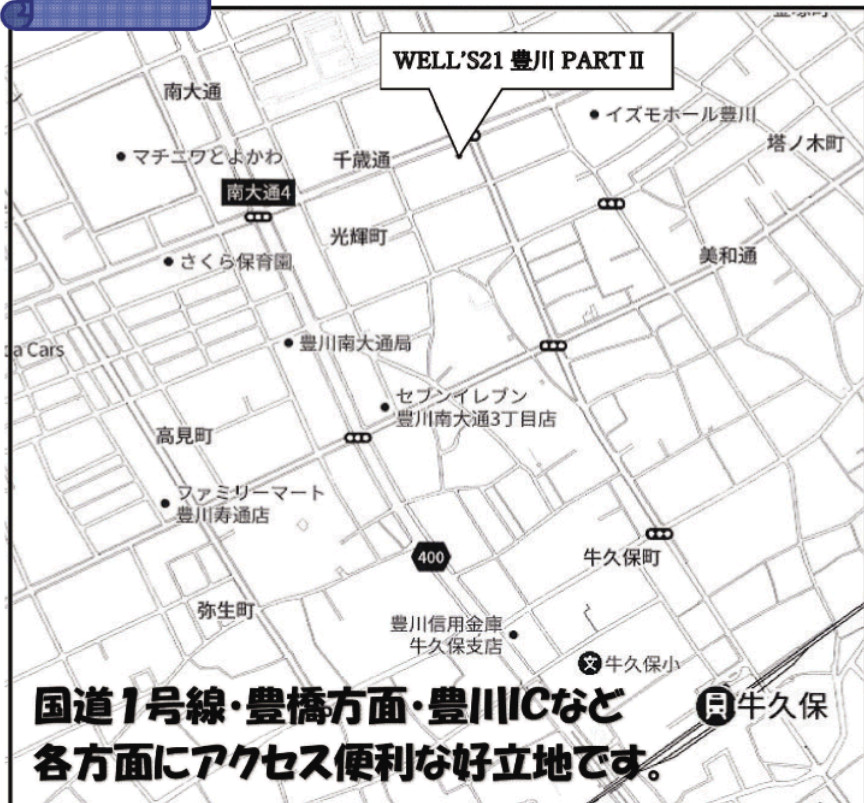 WELL'S21 豊川 PARTⅡ
南大通
イズモホール豊川
マチニワとよかわ
千歳通
塔ノ木町
南大通4
光輝町
さくら保育園
美和通
a Cars
豊川南大通局
セブンイレブン
豊川南大通3丁目店
高見町
ファミリーマート
豊川寿通店
400
牛久保町
弥生町
豊川信用金庫
牛久保支店
文
牛久保小
国道1号線・豊橋方面・豊川ICなど
牛久保
各方面にアクセス便利な好立地です。